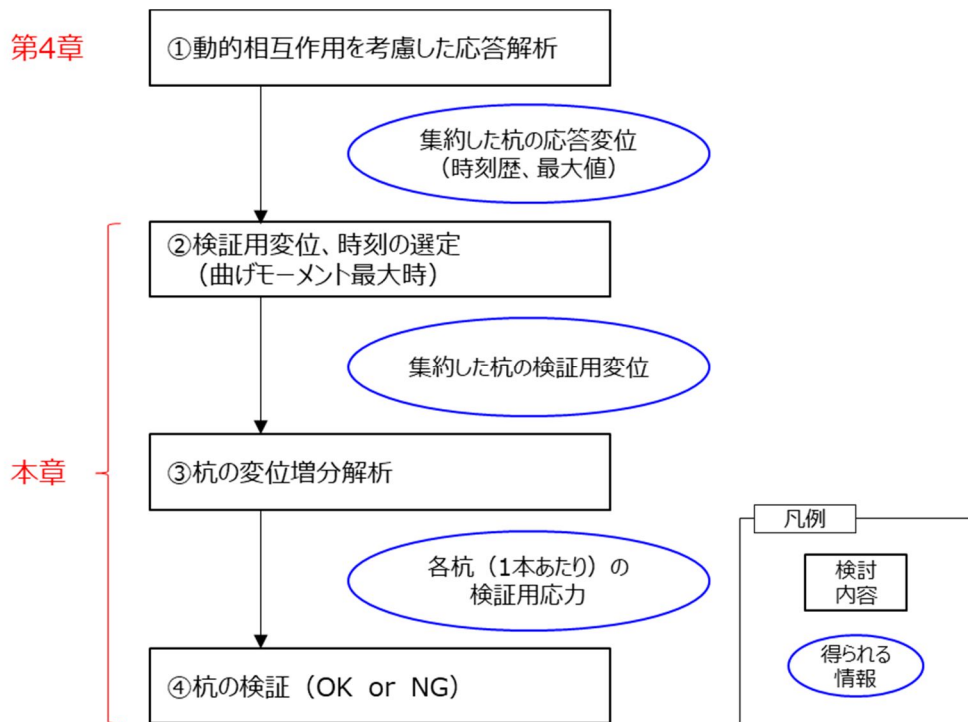 第4章
①動的相互作用を考慮した応答解析
集約した杭の応答変位
（時刻歴、最大値）
②検証用変位、時刻の選定
（曲げモーメント最大時）
集約した杭の検証用変位
本章
③杭の変位増分解析
各杭（1本あたり）の
検証用応力
④杭の検証（OK or NG）
凡例
検討
内容
得られる
情報